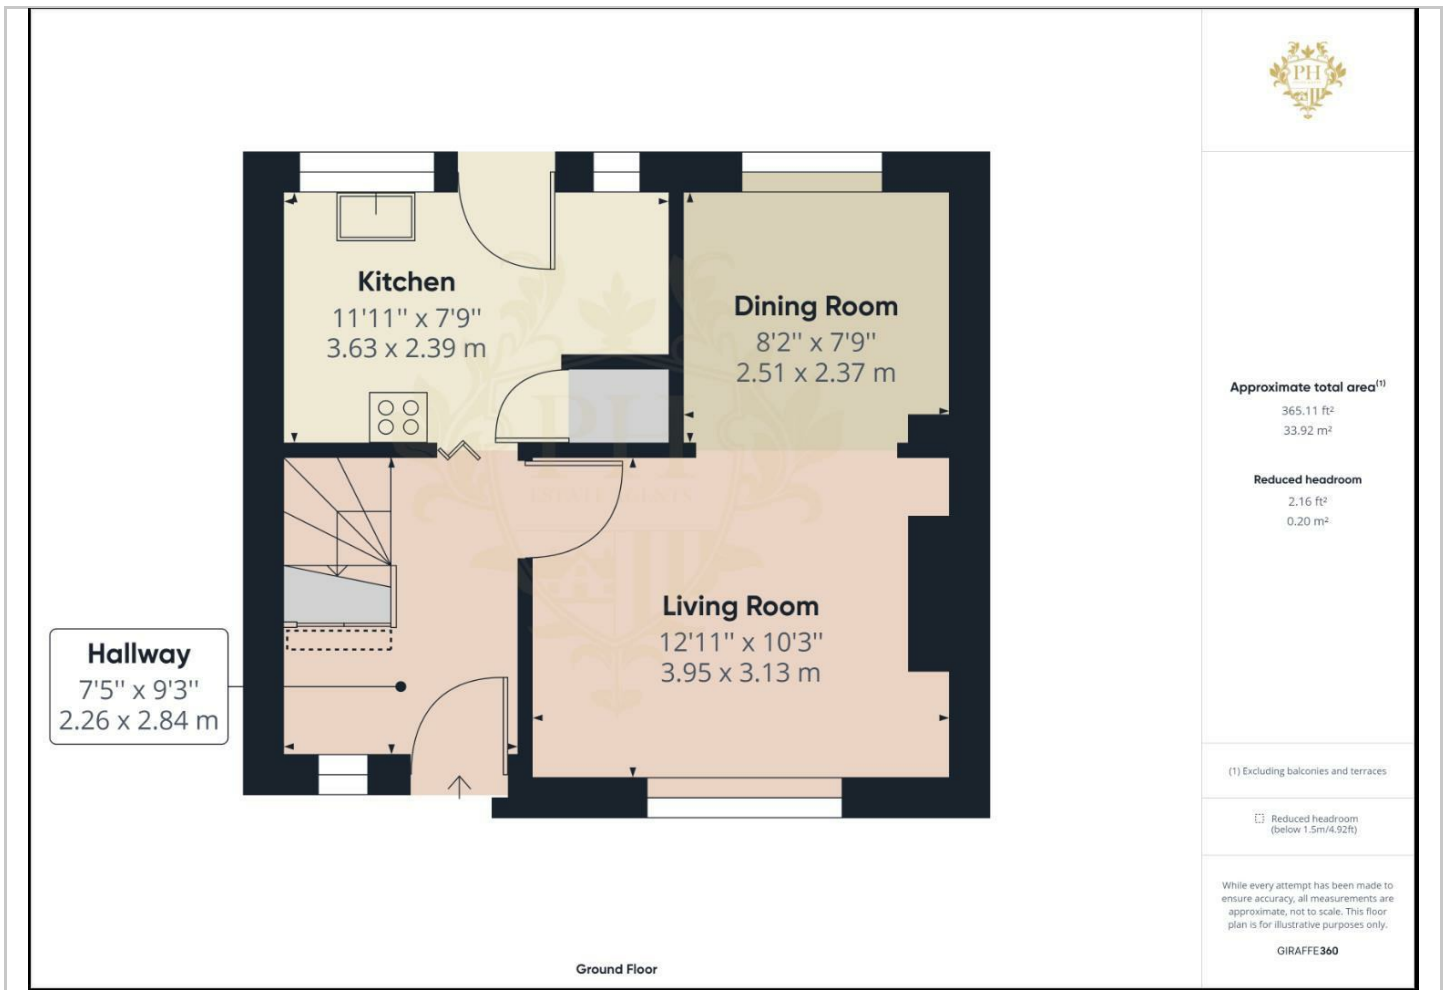 PH
Kitchen
11'11" x 7'9"
3.63 x 2.39 m
Dining Room
8'2" x 7'9"
2.51 x 2.37 m
Living Room
12'11" x 10'3"
3.95 x 3.13 m
Hallway
7'5" x 9'3"
2.26 x 2.84 m
PH
ESTATE AGENTS
Ground Floor
Approximate total area(1)
365.11 ft²
33.92 m²
Reduced headroom
2.16 ft²
0.20 m²
(1) Excluding balconies and terraces
Reduced headroom
(below 1.5m/4.92ft)
While every attempt has been made to
ensure accuracy, all measurements are
approximate, not to scale. This floor
plan is for illustrative purposes only.
GIRAFFE360